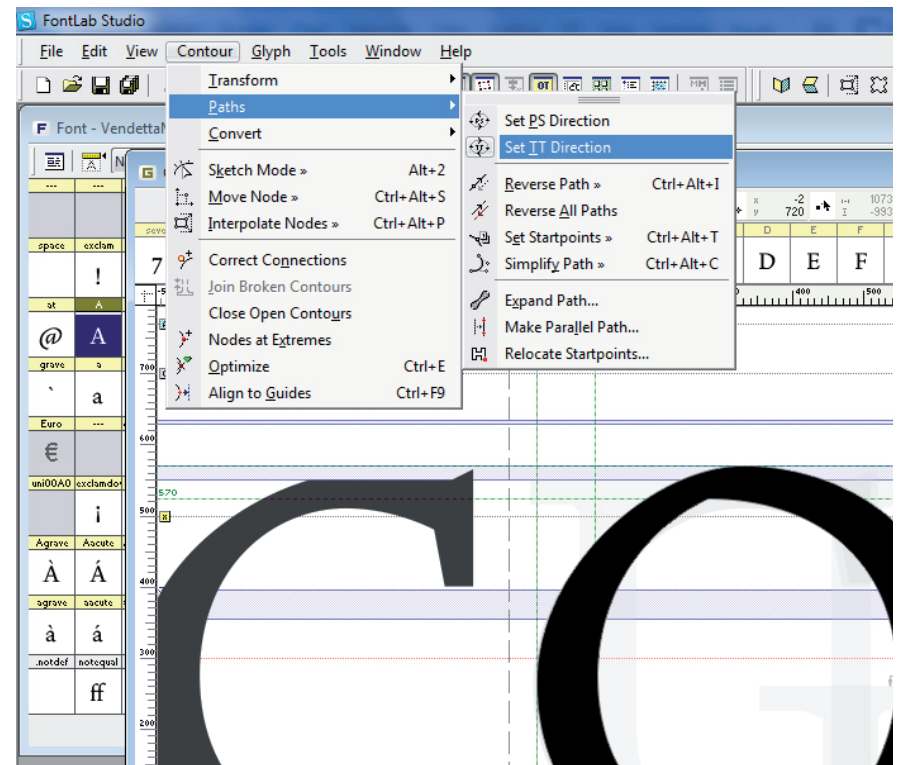 FontLab Studio
File Edit View Contour Glyph Tools Window Help
Transform
Paths
Convert
Sketch Mode » Alt+2
Move Node » Ctrl+Alt+S
Interpolate Nodes » Ctrl+Alt+P
Correct Connections
Join Broken Contours
Close Open Contours
Nodes at Extremes
Optimize Ctrl+E
Align to Guides Ctrl+F9
Set PS Direction
Set TT Direction
Reverse Path » Ctrl+Alt+I
Reverse All Paths
Set Startpoints » Ctrl+Alt+T
Simplify Path » Ctrl+Alt+C
Expand Path...
Make Parallel Path...
Relocate Startpoints...
F Font - Vendetta
N
G
x -2
y 720
1073
-993
D E F
7 D E F
400 500
--- ---
space exclam
!
at A
@ A
grave a
` a
Euro ---
€
uni00A0 exclamdo
¡
Agrave Aacute
À Á
agrave aacute
à á
.notdef notequal
ff
700
600
570
500
400
300
200
C O
G